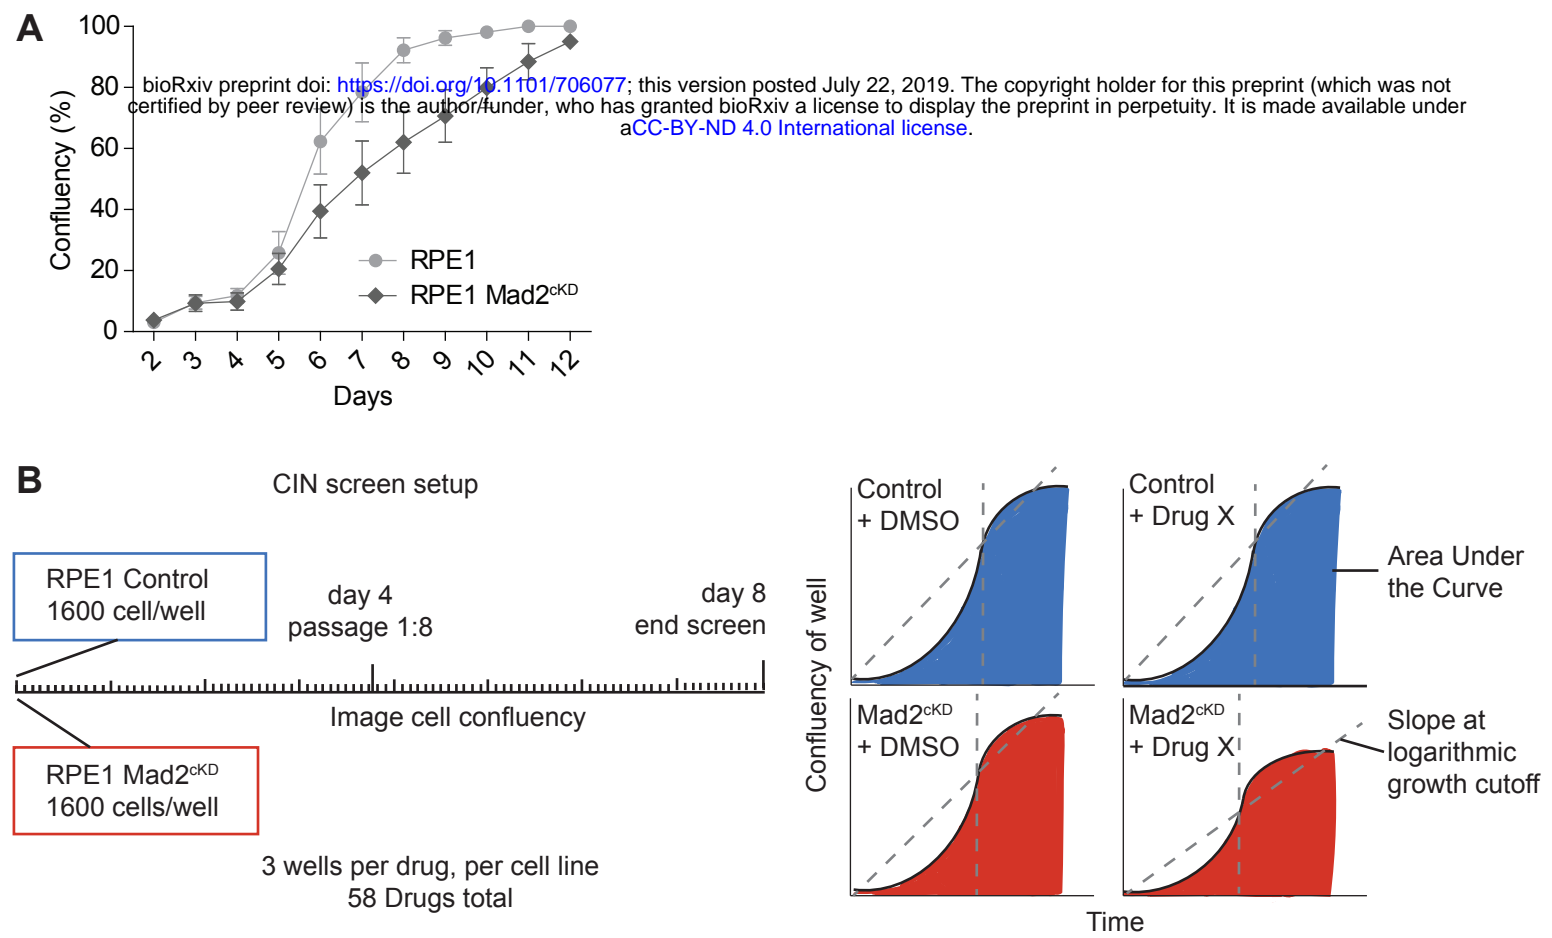 A
100
80
60
40
20
0
Confluency (%)
bioRxiv preprint doi: https://doi.org/10.1101/706077; this version posted July 22, 2019. The copyright holder for this preprint (which was not
certified by peer review) is the author/funder, who has granted bioRxiv a license to display the preprint in perpetuity. It is made available under
aCC-BY-ND 4.0 International license.
RPE1
RPE1 Mad2cKD
2 3 4 5 6 7 8 9 10 11 12
Days
B
CIN screen setup
RPE1 Control
1600 cell/well
day 4
passage 1:8
day 8
end screen
Image cell confluency
RPE1 Mad2cKD
1600 cells/well
3 wells per drug, per cell line
58 Drugs total
Confluency of well
Control
+ DMSO
Control
+ Drug X
Area Under
the Curve
Mad2cKD
+ DMSO
Mad2cKD
+ Drug X
Slope at
logarithmic
growth cutoff
Time